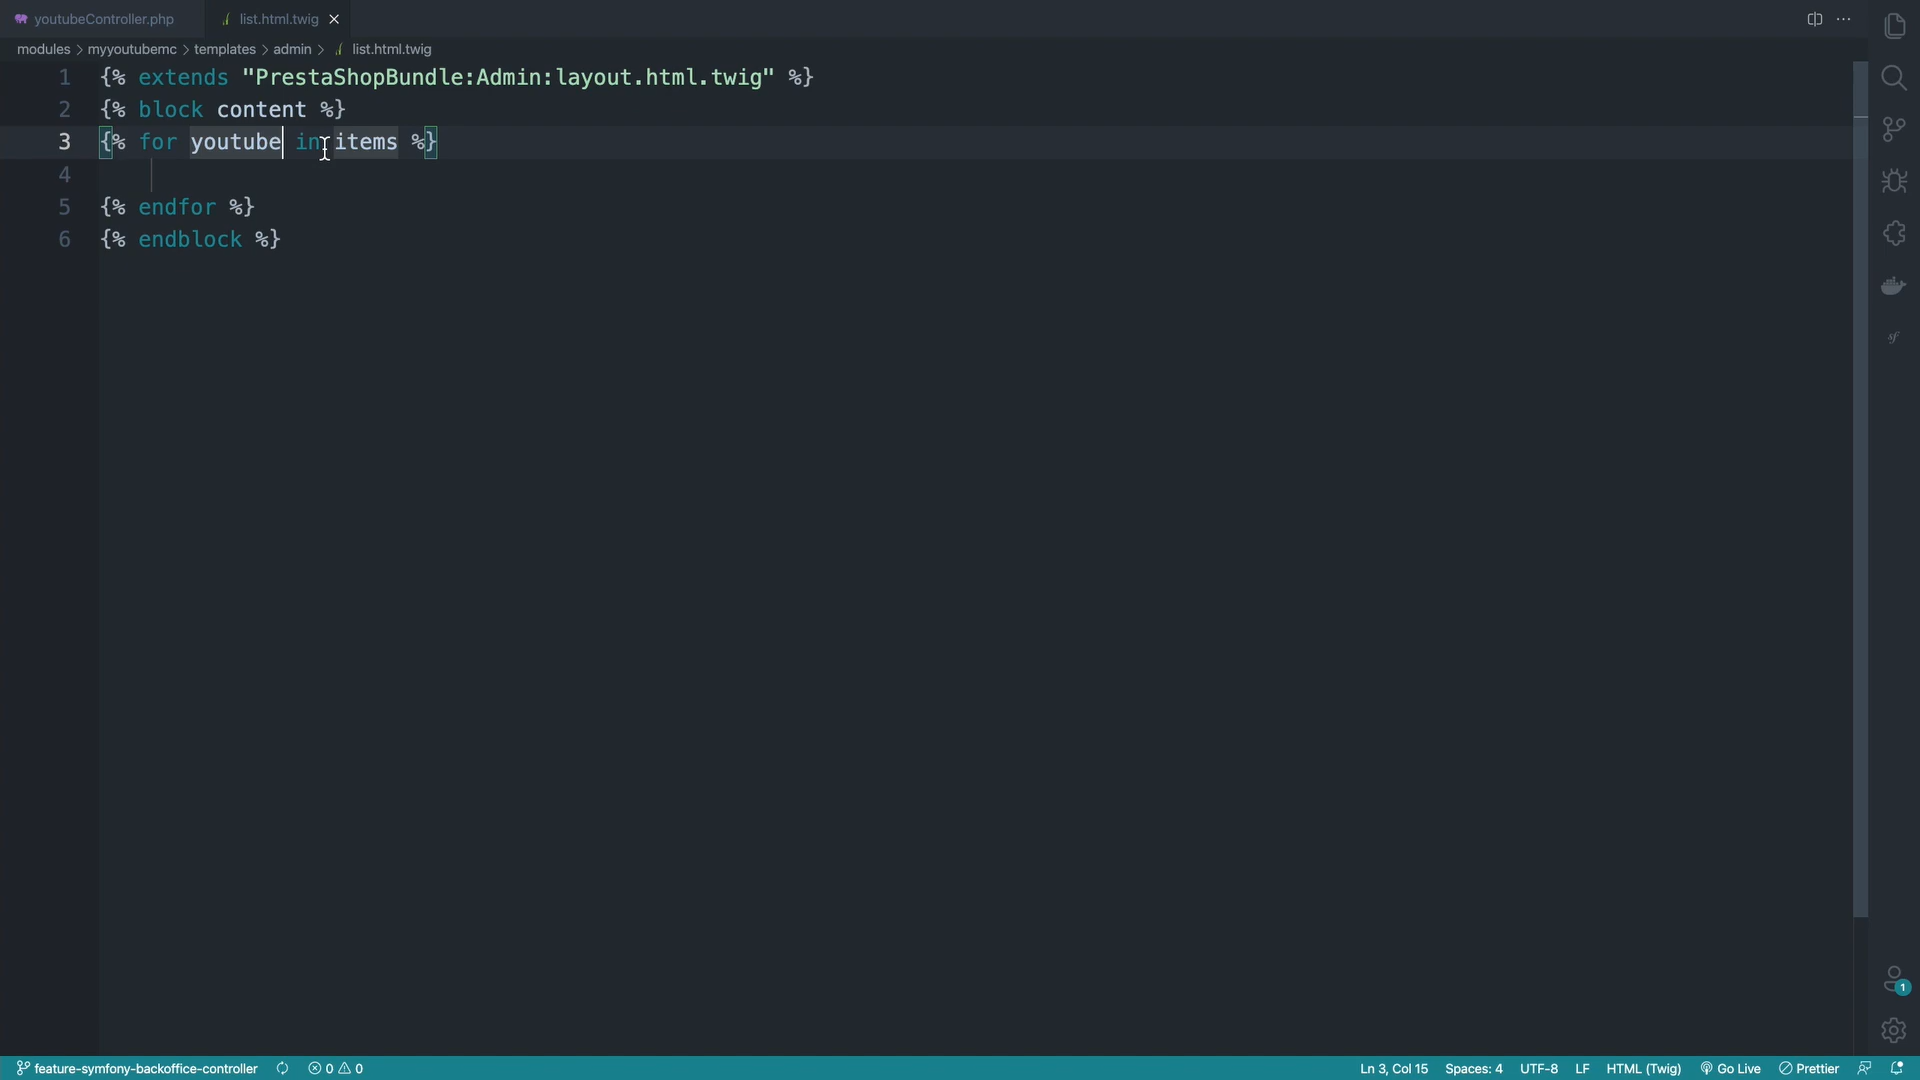 youtubeController.php list.html.twig
modules > myyoutubemc > templates > admin > list.html.twig
1 {% extends "PrestaShopBundle:Admin:layout.html.twig" %}
2 {% block content %}
3 {% for youtube in items %}
4
5 {% endfor %}
6 {% endblock %}
sf
1
feature-symfony-backoffice-controller 0 0 Ln 3, Col 15 Spaces: 4 UTF-8 LF HTML (Twig) Go Live Prettier